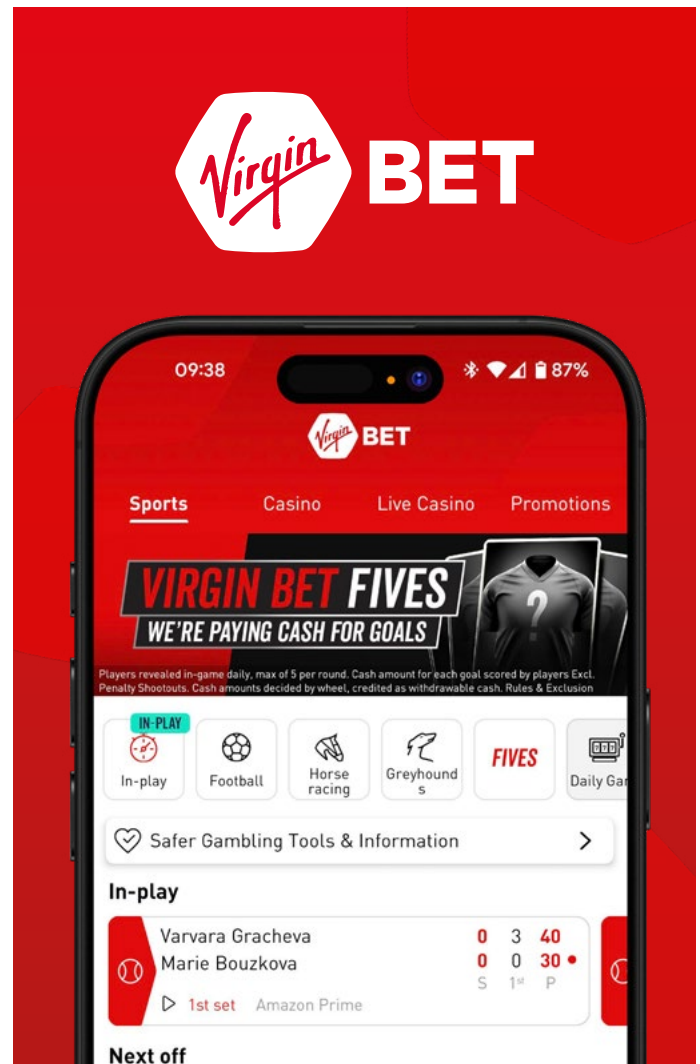 Virgin BET
09:38 87%
Virgin BET
Sports Casino Live Casino Promotions
VIRGIN BET FIVES
WE'RE PAYING CASH FOR GOALS
?
Players revealed in-game daily, max of 5 per round. Cash amount for each goal scored by players Excl.
Penalty Shootouts. Cash amounts decided by wheel, credited as withdrawable cash. Rules & Exclusion
IN-PLAY
In-play
Football
Horse
racing
Greyhound
s
FIVES
Daily Gam
Safer Gambling Tools & Information
In-play
Varvara Gracheva 0 3 40
Marie Bouzkova 0 0 30
S 1st P
1st set Amazon Prime
Next off